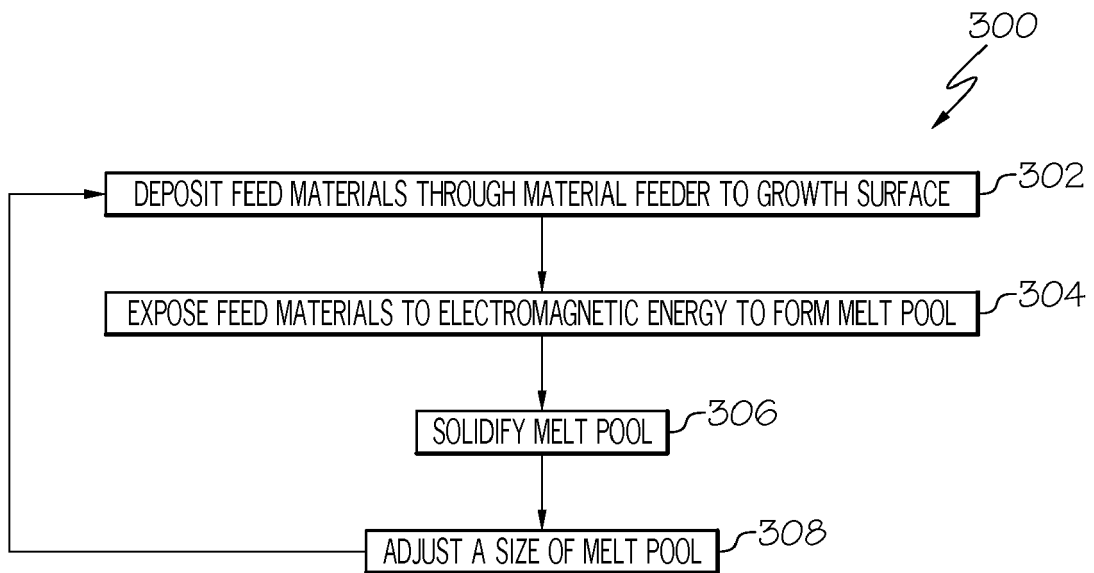 300
DEPOSIT FEED MATERIALS THROUGH MATERIAL FEEDER TO GROWTH SURFACE
302
EXPOSE FEED MATERIALS TO ELECTROMAGNETIC ENERGY TO FORM MELT POOL
304
SOLIDIFY MELT POOL
306
ADJUST A SIZE OF MELT POOL
308